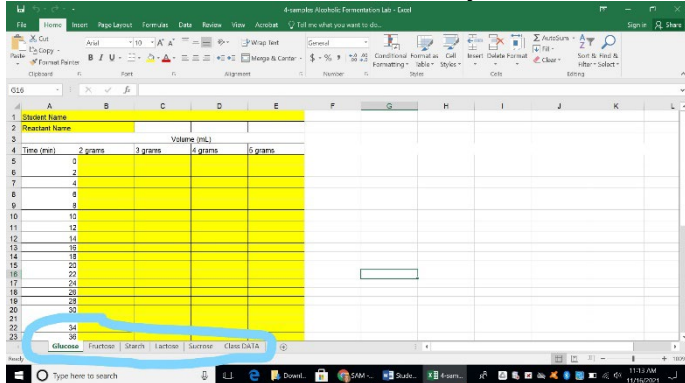 4-samples Alcoholic Fermentation Lab - Excel
File Home Insert Page Layout Formulas Data Review View Acrobat Tell me what you want to do... Sign in Share
Paste
Cut
Copy
Format Painter
Arial 10
B I U
Wrap Text
Merge & Center
General
$ % ,
Conditional Formatting
Format as Table
Cell Styles
Insert Delete Format
AutoSum
Fill
Clear
Sort & Filter
Find & Select
Clipboard Font Alignment Number Styles Cells Editing
G16 fx
A B C D E F G H I J K L
1 Student Name
2 Reactant Name
3 Volume (mL)
4 Time (min) 2 grams 3 grams 4 grams 5 grams
5 0
6 2
7 4
8 6
9 8
10 10
11 12
12 14
13 16
14 18
15 20
16 22
17 24
18 26
19 28
20 30
21
22 34
23 36
Glucose Fructose Starch Lactose Sucrose Class DATA
Ready
Type here to search Downl... SAM -... Stude... 4-sam... 11:13 AM
11/16/2021